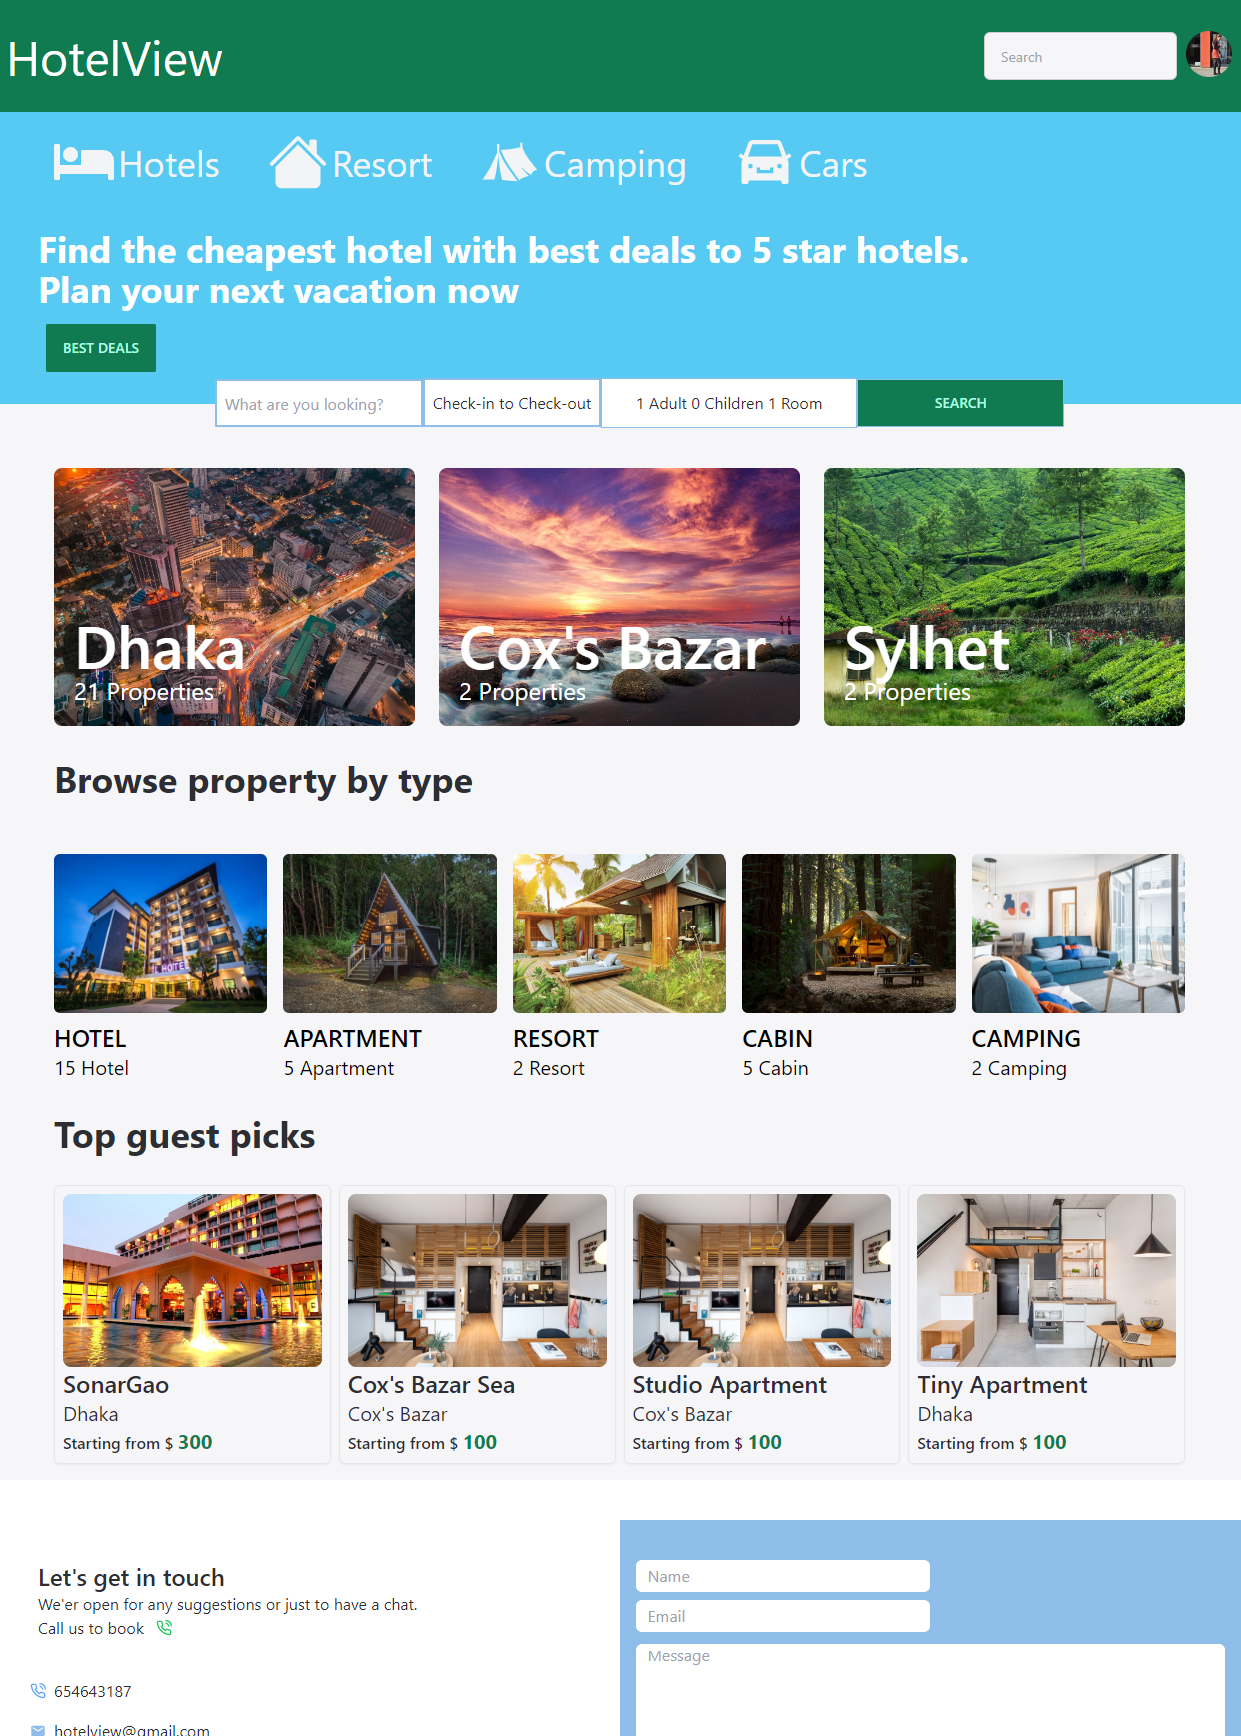 HotelView
Search
Hotels
Resort
Camping
Cars
Find the cheapest hotel with best deals to 5 star hotels.
Plan your next vacation now
BEST DEALS
What are you looking?
Check-in to Check-out
1 Adult 0 Children 1 Room
SEARCH
Dhaka
21 Properties
Cox's Bazar
2 Properties
Sylhet
2 Properties
Browse property by type
HOTEL
HOTEL
15 Hotel
APARTMENT
5 Apartment
RESORT
2 Resort
CABIN
5 Cabin
CAMPING
2 Camping
Top guest picks
SonarGao
Dhaka
Starting from $ 300
Cox's Bazar Sea
Cox's Bazar
Starting from $ 100
Studio Apartment
Cox's Bazar
Starting from $ 100
Tiny Apartment
Dhaka
Starting from $ 100
Let's get in touch
We'er open for any suggestions or just to have a chat.
Call us to book
654643187
hotelview@gmail.com
Name
Email
Message